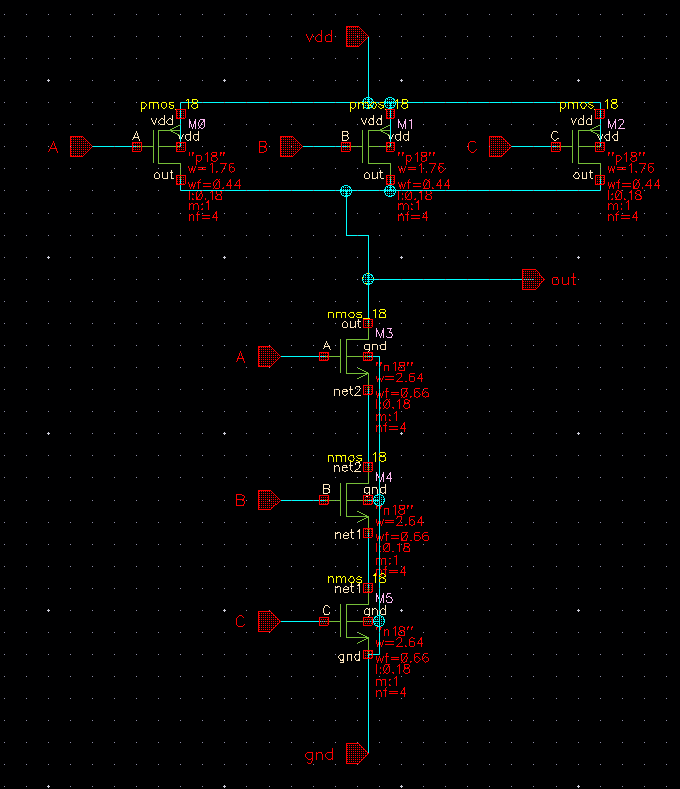 vdd
pmos_18
vdd
M0
vdd
A
A
"p18"
w=1.76
out
wf=0.44
l:0.18
m:1
nf=4
pmos_18
vdd
M1
vdd
B
B
"p18"
w=1.76
out
wf=0.44
l:0.18
m:1
nf=4
pmos_18
vdd
M2
vdd
C
C
"p18"
w=1.76
out
wf=0.44
l:0.18
m:1
nf=4
out
nmos_18
out
M3
A
A
gnd
"n18"
w=2.64
net2
wf=0.66
l:0.18
m:1
nf=4
nmos_18
net2
M4
B
B
gnd
"n18"
w=2.64
net1
wf=0.66
l:0.18
m:1
nf=4
nmos_18
net1
M5
C
C
gnd
"n18"
w=2.64
gnd
wf=0.66
l:0.18
m:1
nf=4
gnd